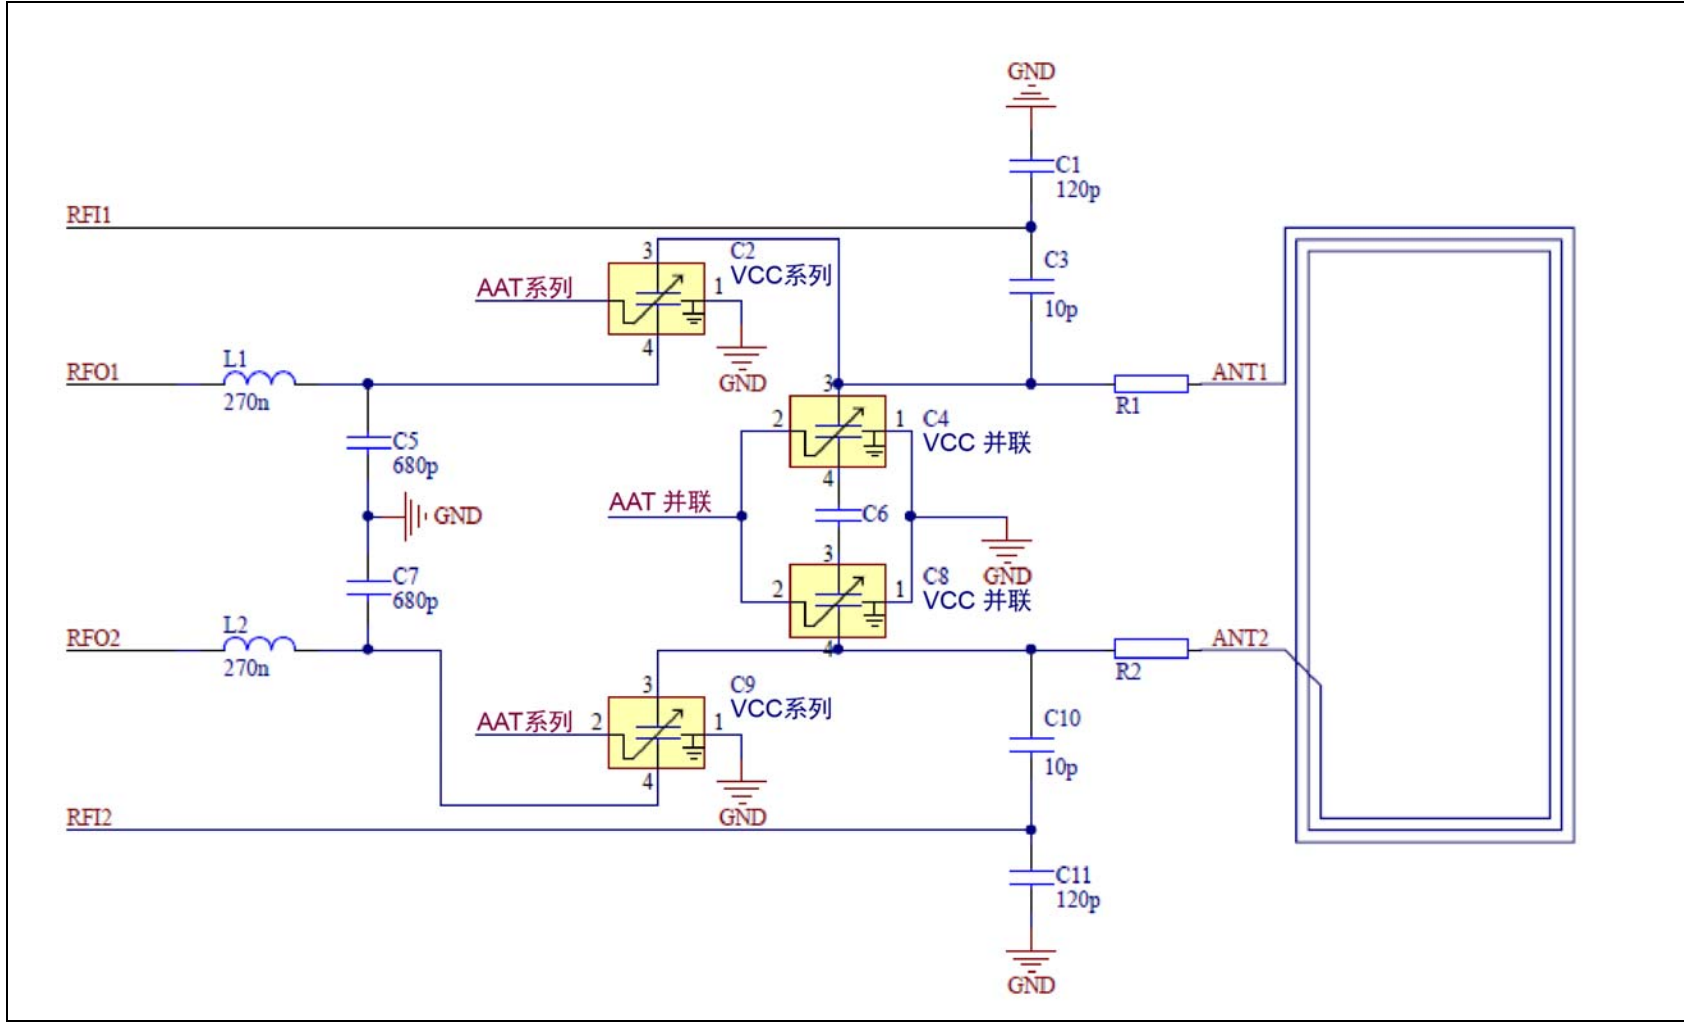 GND
C1
120p
RFI1
C3
10p
3
C2
VCC系列
AAT系列
1
4
GND
RFO1
L1
270n
3
ANT1
R1
2
1
C4
VCC 并联
C5
680p
4
AAT 并联
C6
GND
3
GND
C7
680p
2
1
C8
VCC 并联
RFO2
L2
270n
4
ANT2
R2
3
C9
VCC系列
AAT系列
2
1
4
C10
10p
RFI2
GND
C11
120p
GND